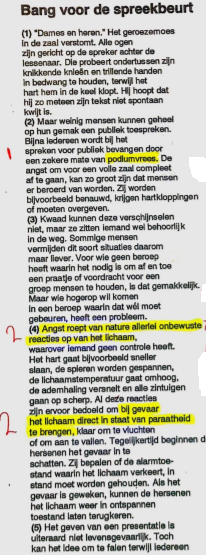 Bang voor de spreekbeurt
(1) "Dames en heren." Het geroezemoes
in de zaal verstomt. Alle ogen
zijn gericht op de spreker achter de
lessenaar. Die probeert ondertussen zijn
knikkende knieën en trillende handen
in bedwang te houden, terwijl het
hart hem in de keel klopt. Hij hoopt dat
hij zo meteen zijn tekst niet spontaan
kwijt is.
(2) Maar weinig mensen kunnen geheel
op hun gemak een publiek toespreken.
Bijna iedereen wordt bij het
1 spreken voor publiek bevangen door
een zekere mate van podiumvrees. De
angst om voor een volle zaal compleet
af te gaan, kan zo groot zijn dat mensen
er beroerd van worden. Zij worden
bijvoorbeeld benauwd, krijgen hartkloppingen
of moeten overgeven.
(3) Kwaad kunnen deze verschijnselen
niet, maar ze zitten iemand wel behoorlijk
in de weg. Sommige mensen
vermijden dit soort situaties daarom
maar liever. Voor wie geen beroep
heeft waarin het nodig is om af en toe
een praatje of voordracht voor een
groep mensen te houden, is dat gemakkelijk.
Maar wie hogerop wil komen
in een beroep waarin dat wél moet
gebeuren, heeft een probleem.
2 (4) Angst roept van nature allerlei onbewuste
reacties op van het lichaam,
waarover iemand geen controle heeft.
Het hart gaat bijvoorbeeld sneller
slaan, de spieren worden gespannen,
de lichaamstemperatuur gaat omhoog,
de ademhaling versnelt en alle zintuigen
gaan op scherp. Al deze reacties
zijn ervoor bedoeld om bij gevaar
2 het lichaam direct in staat van paraatheid
te brengen, klaar om te vluchten
of om aan te vallen. Tegelijkertijd beginnen d
hersenen het gevaar in te
schatten. Zij bepalen of de alarmtoe-
stand waarin het lichaam verkeert, in
stand moet worden gehouden. Als het
gevaar is geweken, kunnen de hersenen
het lichaam weer in ontspannen
toestand laten terugkeren.
(5) Het geven van een presentatie is
uiteraard niet levensgevaarlijk. Toch
kan het idee om te falen terwijl iedereen